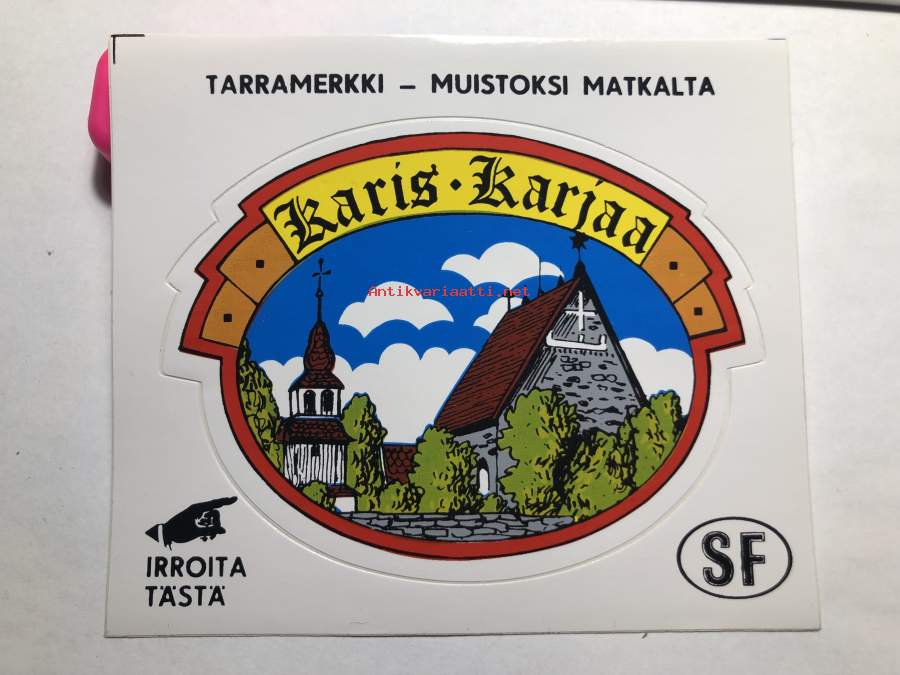 TARRAMERKKI – MUISTOKSI MATKALTA
Karis · Karjaa
Antikvariaatti.net
IRROITA
TÄSTÄ
SF